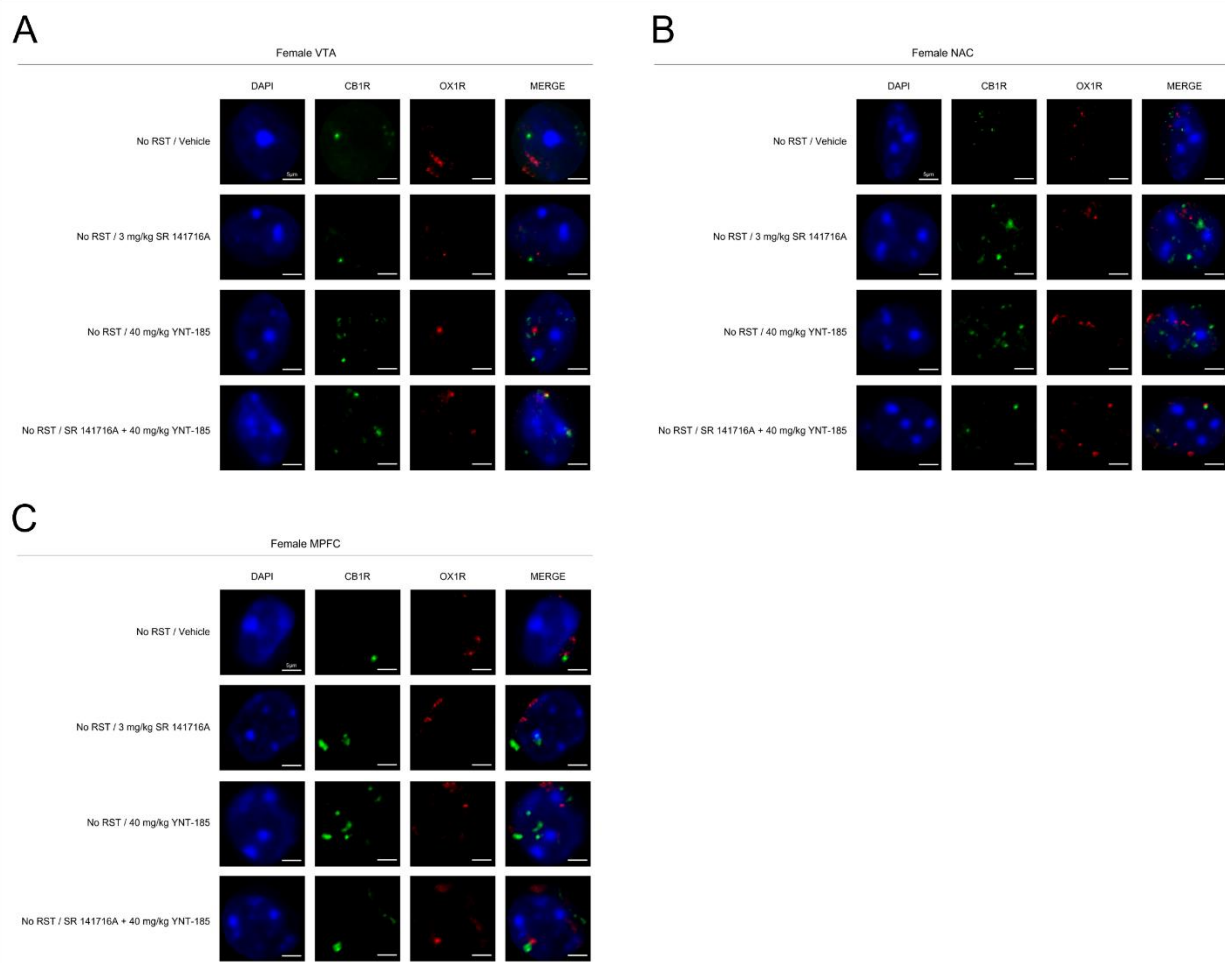 A
Female VTA
DAPI CB1R OX1R MERGE
No RST / Vehicle
5μm
No RST / 3 mg/kg SR 141716A
No RST / 40 mg/kg YNT-185
No RST / SR 141716A + 40 mg/kg YNT-185
B
Female NAC
DAPI CB1R OX1R MERGE
No RST / Vehicle
5μm
No RST / 3 mg/kg SR 141716A
No RST / 40 mg/kg YNT-185
No RST / SR 141716A + 40 mg/kg YNT-185
C
Female MPFC
DAPI CB1R OX1R MERGE
No RST / Vehicle
5μm
No RST / 3 mg/kg SR 141716A
No RST / 40 mg/kg YNT-185
No RST / SR 141716A + 40 mg/kg YNT-185